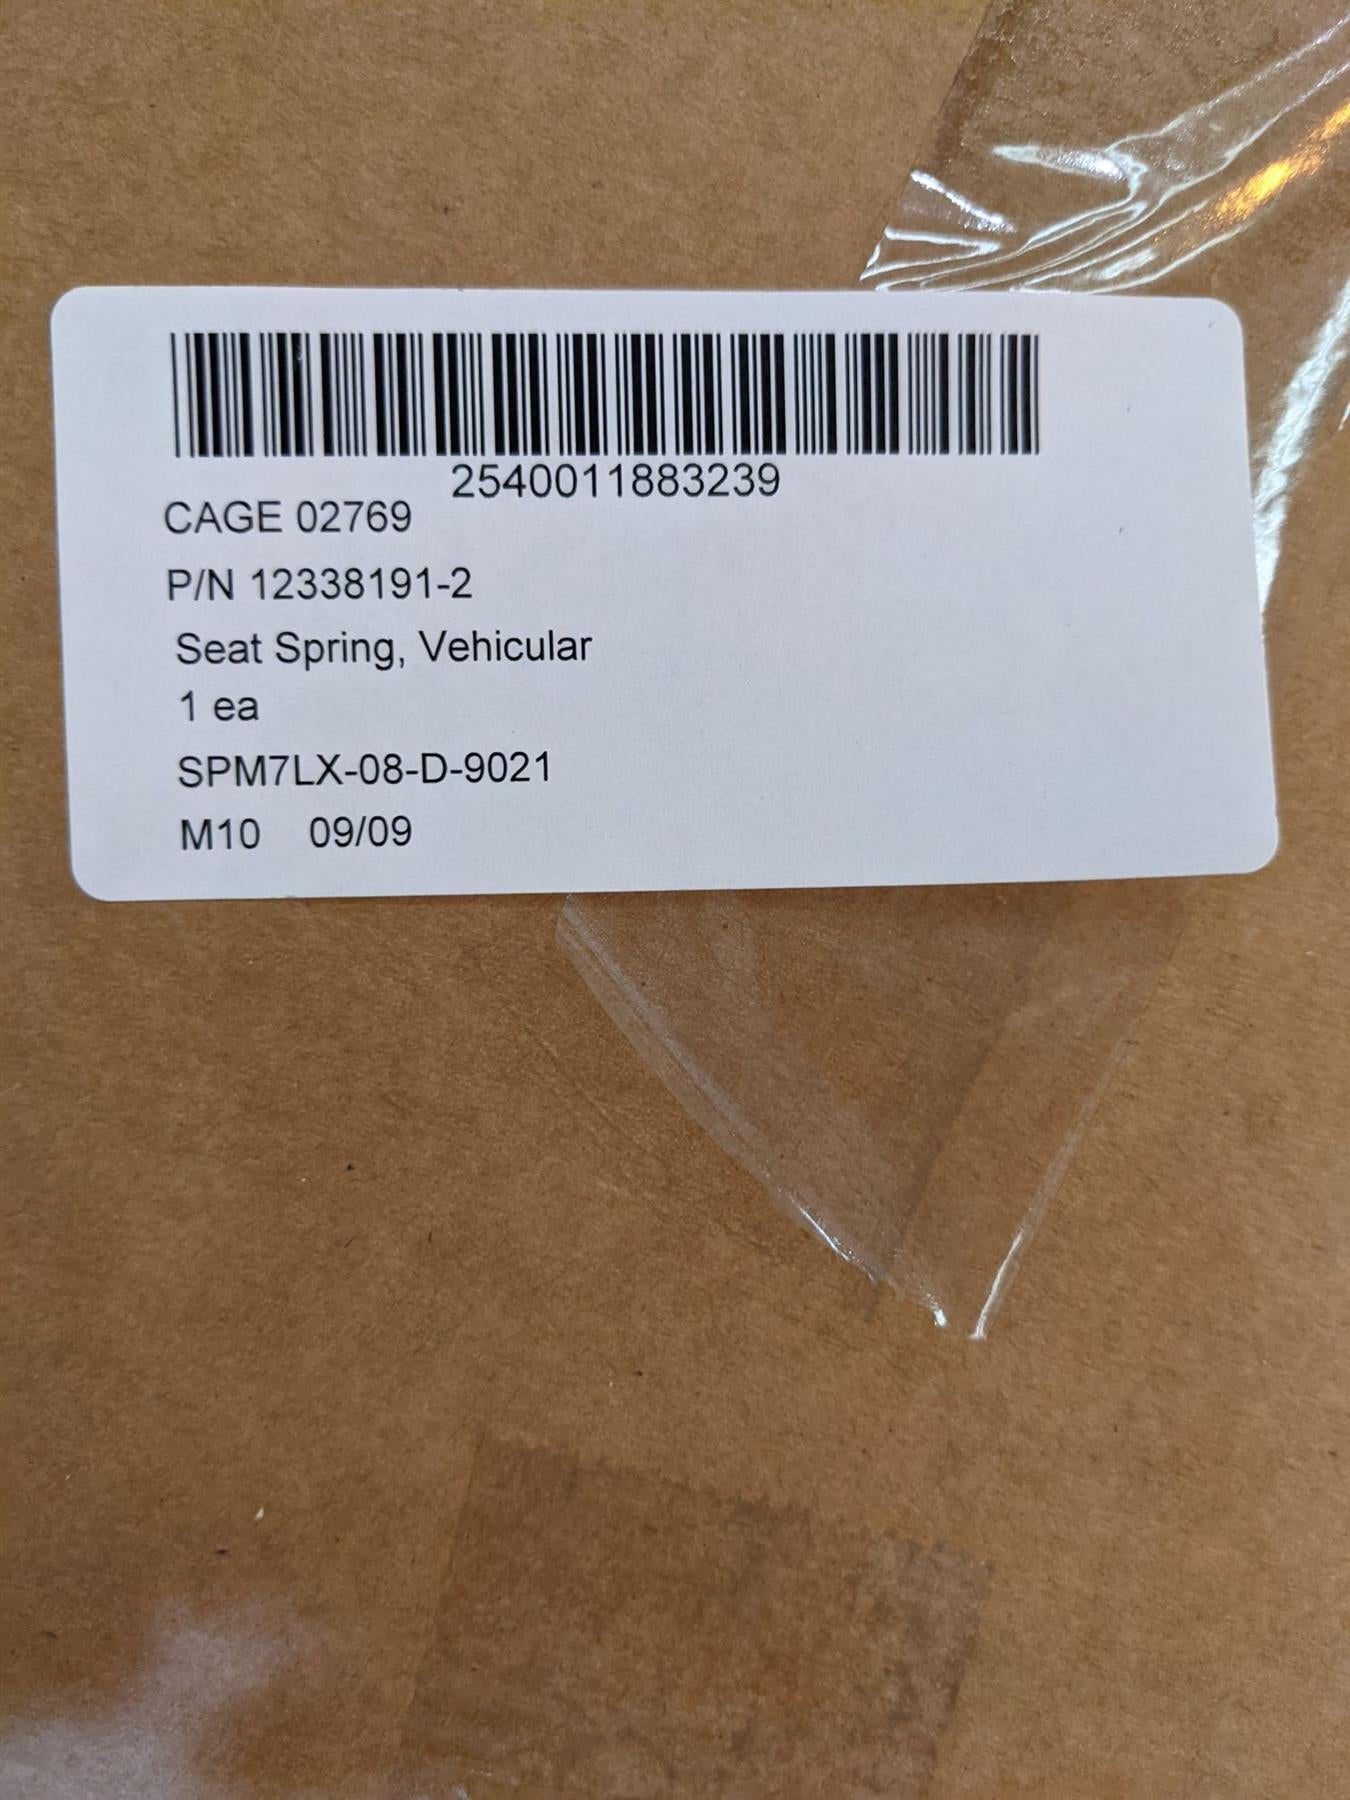 2540011883239
CAGE 02769
P/N 12338191-2
Seat Spring, Vehicular
1 ea
SPM7LX-08-D-9021
M10 09/09